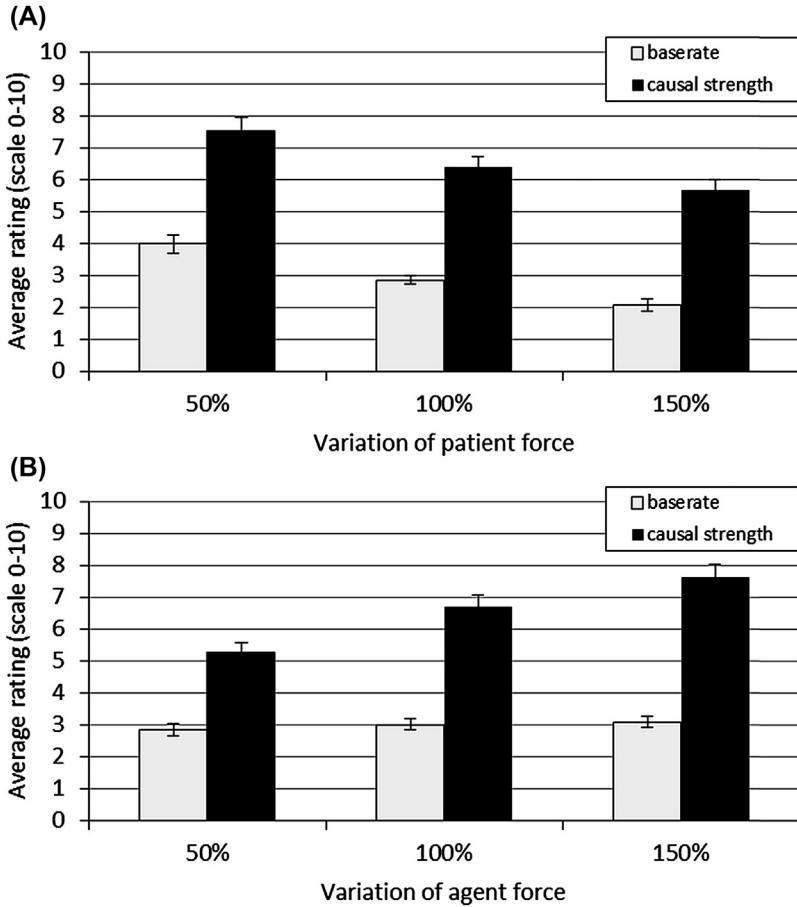 (A)
10
9
8
7
6
5
4
3
2
1
0
Average rating (scale 0-10)
baserate
causal strength
50% 100% 150%
Variation of patient force
(B)
10
9
8
7
6
5
4
3
2
1
0
Average rating (scale 0-10)
baserate
causal strength
50% 100% 150%
Variation of agent force